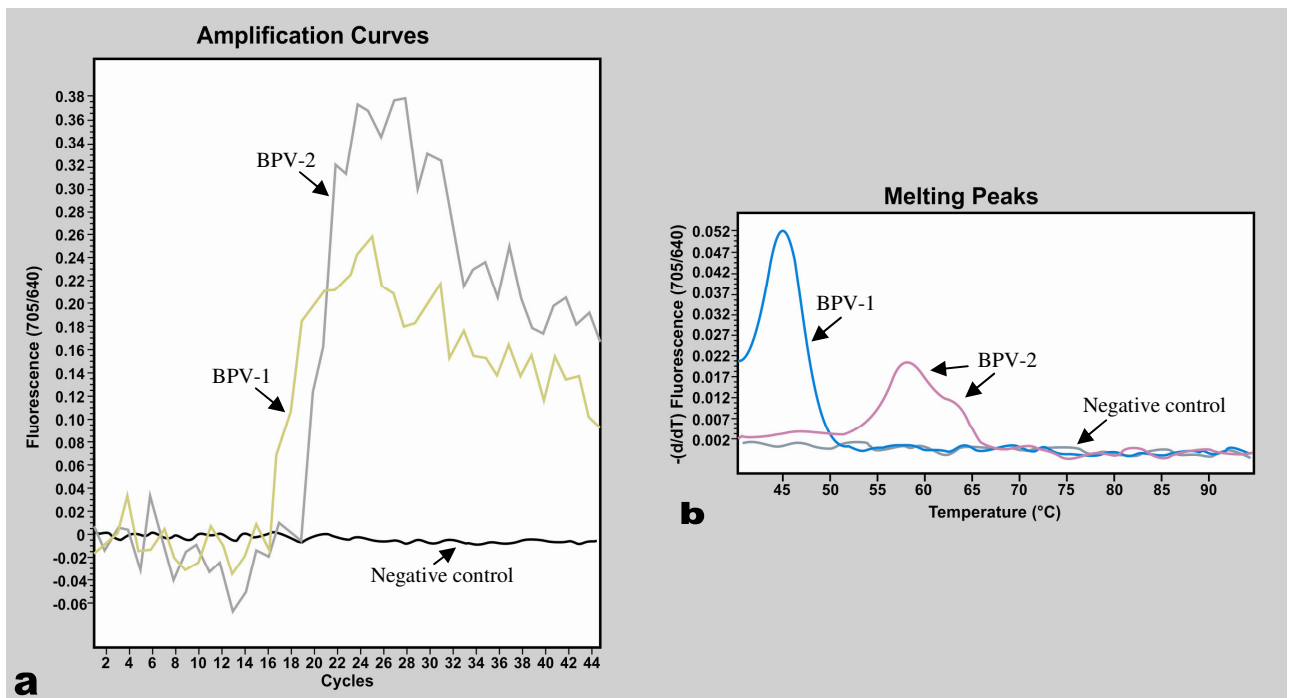 Amplification Curves
Fluorescence (705/640)
0.38
0.36
0.34
0.32
0.30
0.28
0.26
0.24
0.22
0.20
0.18
0.16
0.14
0.12
0.10
0.08
0.06
0.04
0.02
0
-0.02
-0.04
-0.06
BPV-2
BPV-1
Negative control
2 4 6 8 10 12 14 16 18 20 22 24 26 28 30 32 34 36 38 40 42 44
Cycles
a
Melting Peaks
-(d/dT) Fluorescence (705/640)
0.052
0.047
0.042
0.037
0.032
0.027
0.022
0.017
0.012
0.007
0.002
BPV-1
BPV-2
Negative control
45 50 55 60 65 70 75 80 85 90
Temperature (°C)
b